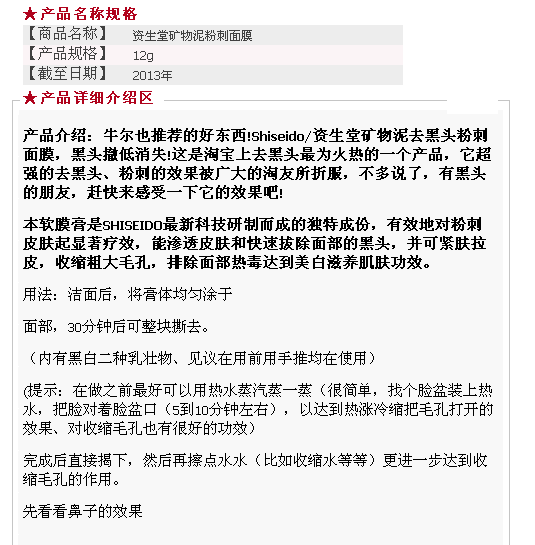 ★产品名称规格
【商品名称】 资生堂矿物泥粉刺面膜
【产品规格】 12g
【截至日期】 2013年
★产品详细介绍区
产品介绍：牛尔也推荐的好东西!Shiseido/资生堂矿物泥去黑头粉刺
面膜，黑头撤低消失!这是淘宝上去黑头最为火热的一个产品，它超
强的去黑头、粉刺的效果被广大的淘友所折服，不多说了，有黑头
的朋友，赶快来感受一下它的效果吧!
本软膜膏是SHISEIDO最新科技研制而成的独特成份，有效地对粉刺
皮肤起显著疗效，能渗透皮肤和快速拔除面部的黑头，并可紧肤拉
皮，收缩粗大毛孔，排除面部热毒达到美白滋养肌肤功效。
用法：洁面后，将膏体均匀涂于
面部，30分钟后可整块撕去。
（内有黑白二种乳壮物、见议在用前用手推均在使用）
(提示：在做之前最好可以用热水蒸汽蒸一蒸（很简单，找个脸盆装上热
水，把脸对着脸盆口（5到10分钟左右），以达到热涨冷缩把毛孔打开的
效果、对收缩毛孔也有很好的功效）
完成后直接揭下，然后再擦点水水（比如收缩水等等）更进一步达到收
缩毛孔的作用。
先看看鼻子的效果